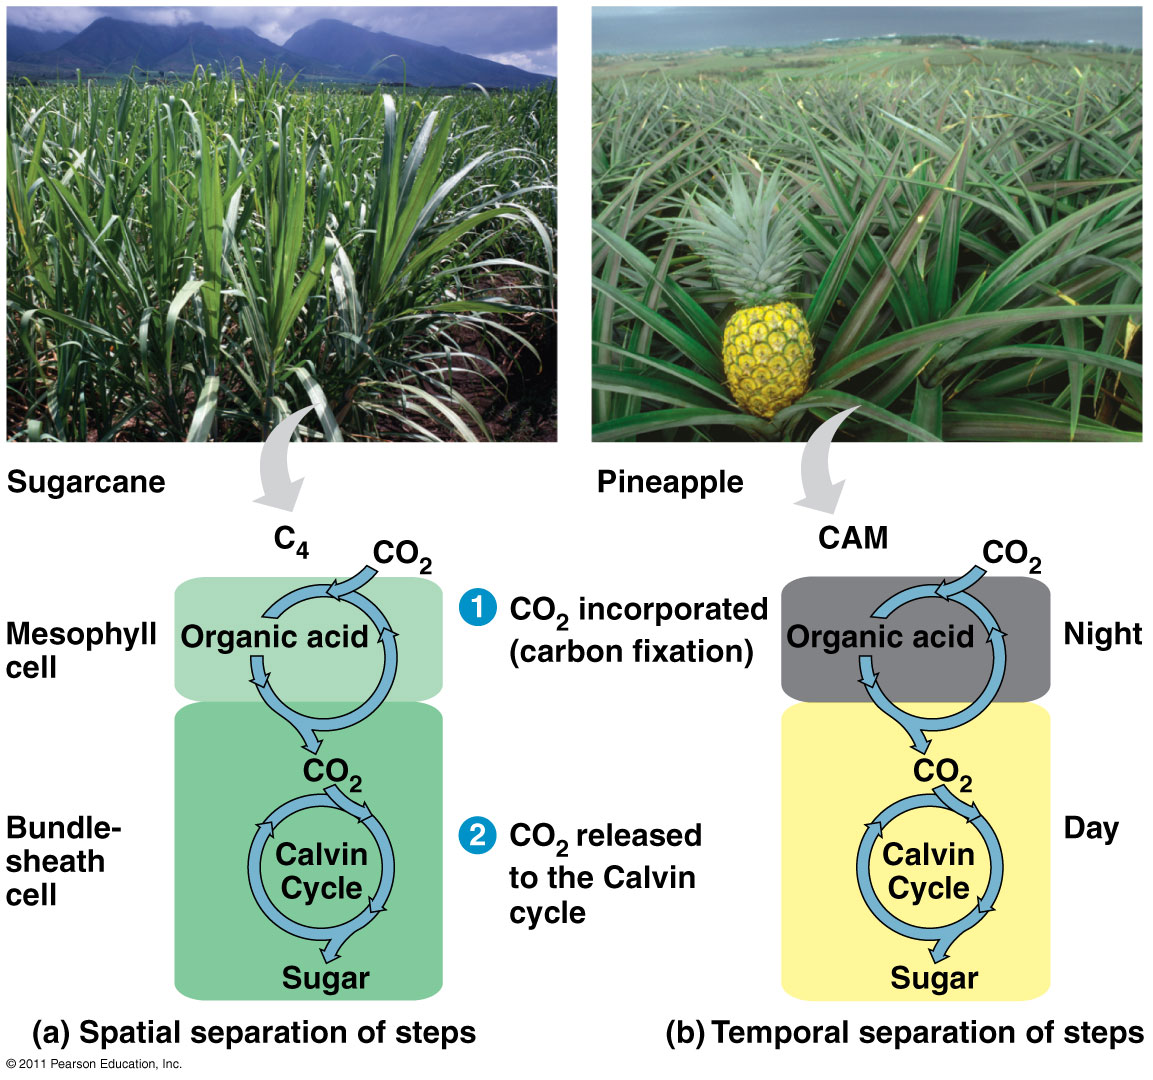 Sugarcane
Pineapple
C4
CO2
CAM
CO2
Mesophyll
cell
Organic acid
1 CO2 incorporated
(carbon fixation)
Organic acid
Night
CO2
CO2
Bundle-
sheath
cell
Calvin
Cycle
2 CO2 released
to the Calvin
cycle
Calvin
Cycle
Day
Sugar
Sugar
(a) Spatial separation of steps
(b) Temporal separation of steps
© 2011 Pearson Education, Inc.